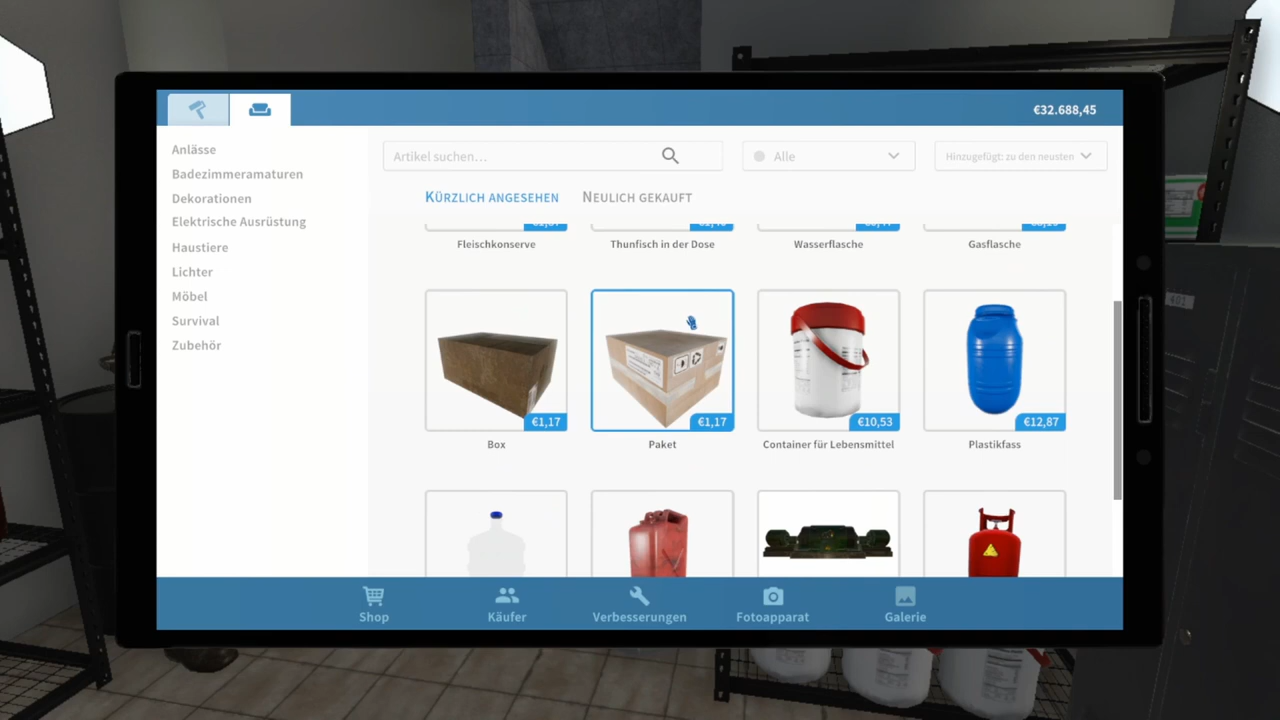 €32.688,45
Anlässe
Badezimmeramaturen
Dekorationen
Elektrische Ausrüstung
Haustiere
Lichter
Möbel
Survival
Zubehör
Artikel suchen...
Alle
Hinzugefügt: zu den neusten
Kürzlich angesehen
Neulich gekauft
Fleischkonserve
Thunfisch in der Dose
Wasserflasche
Gasflasche
€1,17
€1,17
€10,53
€12,87
Box
Paket
Container für Lebensmittel
Plastikfass
Shop
Käufer
Verbesserungen
Fotoapparat
Galerie